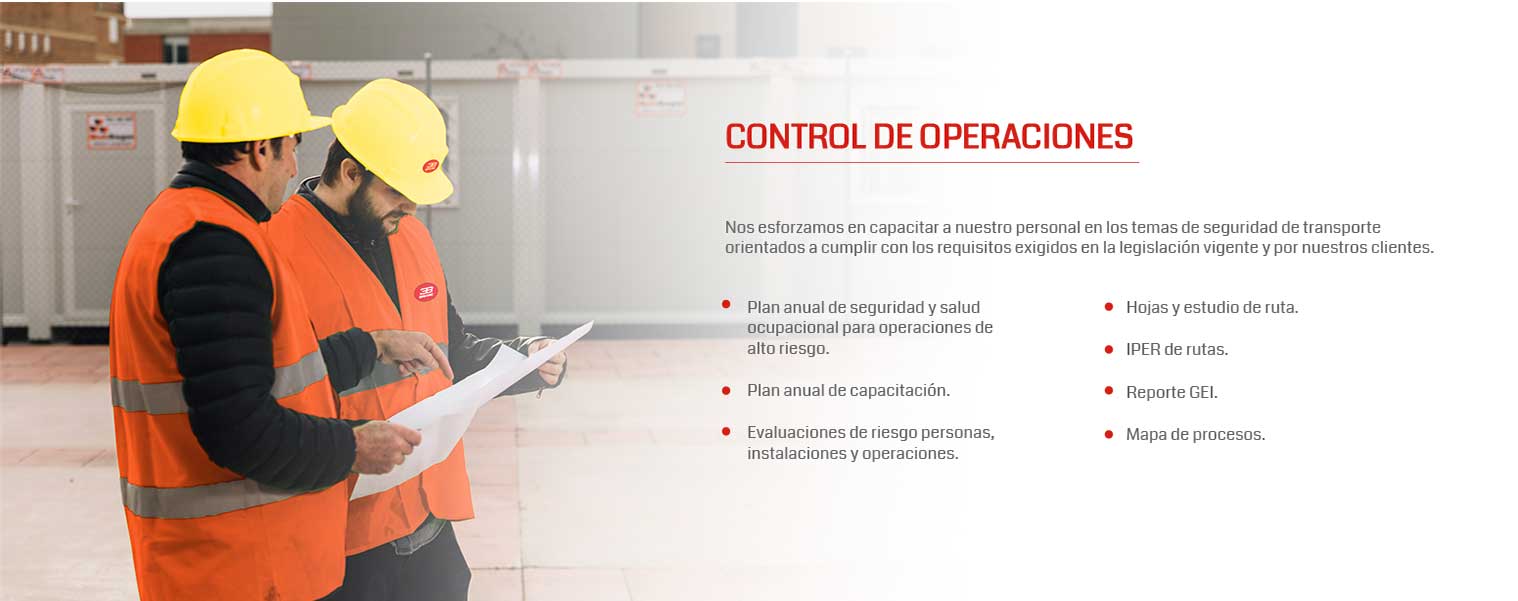 CONTROL DE OPERACIONES
Nos esforzamos en capacitar a nuestro personal en los temas de seguridad de transporte
orientados a cumplir con los requisitos exigidos en la legislación vigente y por nuestros clientes.
Plan anual de seguridad y salud
ocupacional para operaciones de
alto riesgo.
Plan anual de capacitación.
Evaluaciones de riesgo personas,
instalaciones y operaciones.
Hojas y estudio de ruta.
IPER de rutas.
Reporte GEI.
Mapa de procesos.
3B